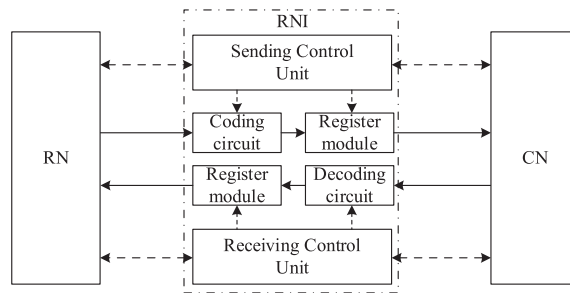 RNI
Sending Control
Unit
Coding
circuit
Register
module
RN
CN
Register
module
Decoding
circuit
Receiving Control
Unit